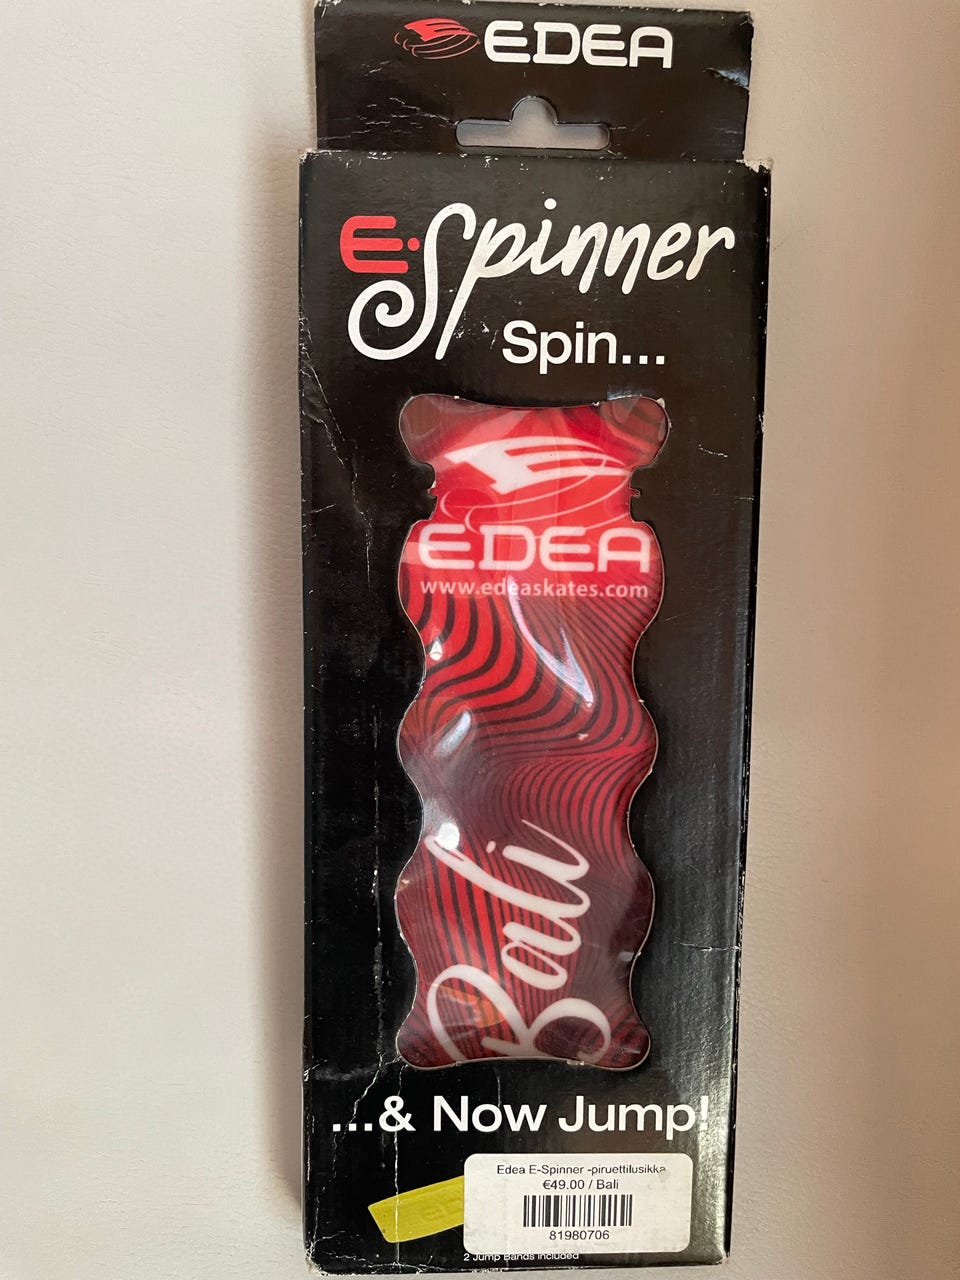 EDEA
E-Spinner
Spin...
EDEA
www.edeaskates.com
Bali
...& Now Jump!
Edea E-Spinner -piruettilusikka
€49.00 / Bali
81980706
2 Jump Bands Included